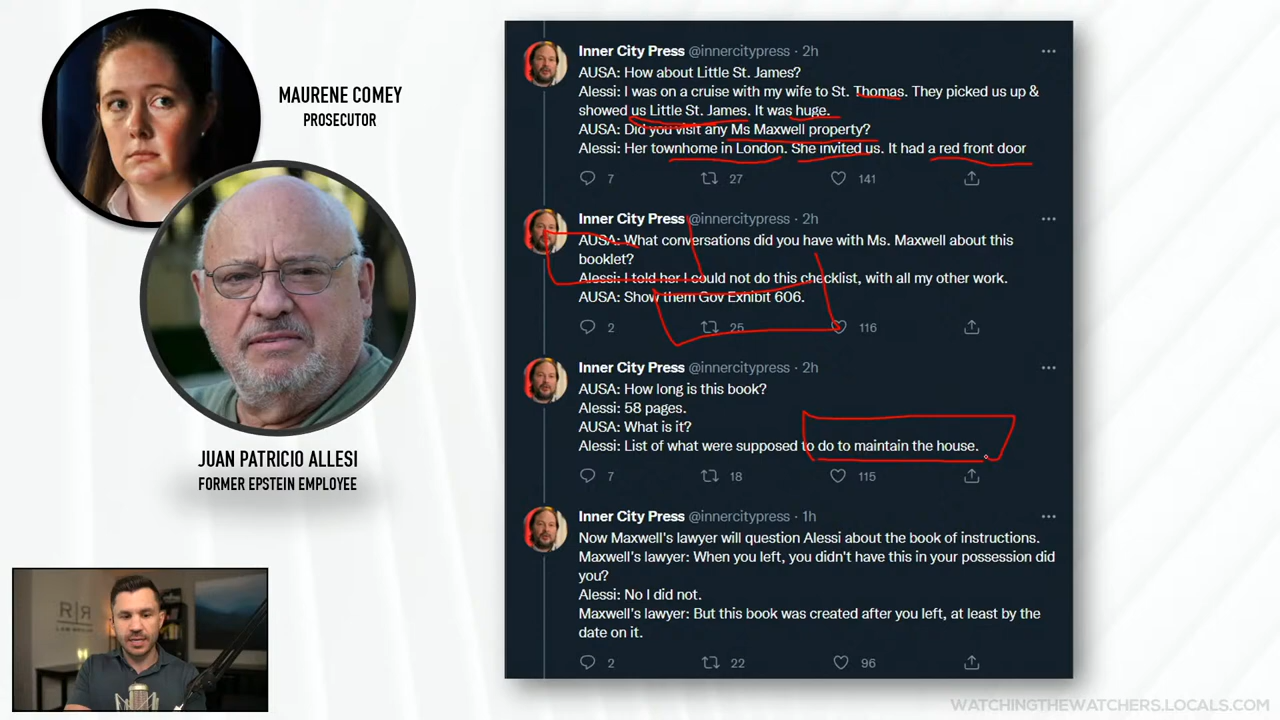 MAURENE COMEY
PROSECUTOR
JUAN PATRICIO ALLESI
FORMER EPSTEIN EMPLOYEE
Inner City Press @innercitypress · 2h
AUSA: How about Little St. James?
Alessi: I was on a cruise with my wife to St. Thomas. They picked us up &
showed us Little St. James. It was huge.
AUSA: Did you visit any Ms Maxwell property?
Alessi: Her townhome in London. She invited us. It had a red front door
7 27 141
Inner City Press @innercitypress · 2h
AUSA: What conversations did you have with Ms. Maxwell about this
booklet?
Alessi: I told her I could not do this checklist, with all my other work.
AUSA: Show them Gov Exhibit 606.
2 25 116
Inner City Press @innercitypress · 2h
AUSA: How long is this book?
Alessi: 58 pages.
AUSA: What is it?
Alessi: List of what were supposed to do to maintain the house.
7 18 115
Inner City Press @innercitypress · 1h
Now Maxwell's lawyer will question Alessi about the book of instructions.
Maxwell's lawyer: When you left, you didn't have this in your possession did
you?
Alessi: No I did not.
Maxwell's lawyer: But this book was created after you left, at least by the
date on it.
2 22 96
R|R
LAW GROUP
WATCHINGTHEWATCHERS.LOCALS.COM